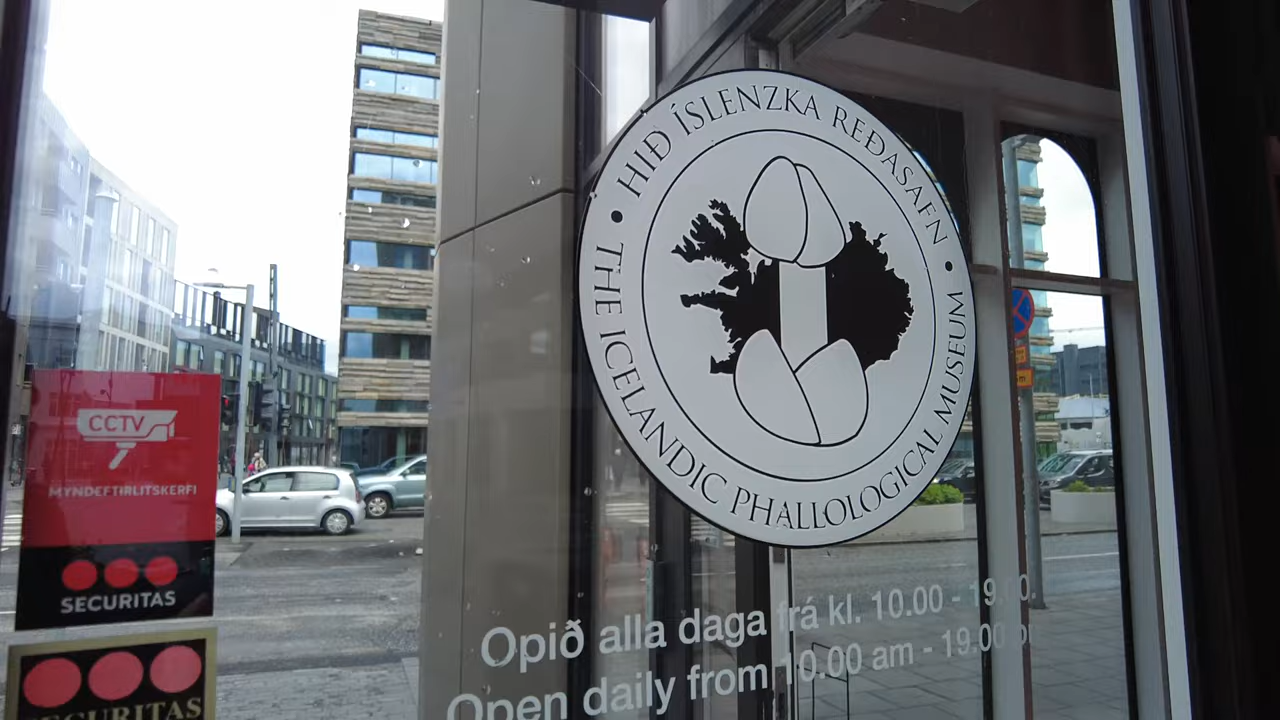 HIÐ ÍSLENZKA REÐASAFN
THE ICELANDIC PHALLOLOGICAL MUSEUM
Opið alla daga frá kl. 10.00 - 19.00.
Open daily from 10.00 am - 19.00
CCTV
MYNDEFTIRLITSKERFI
SECURITAS
SECURITAS